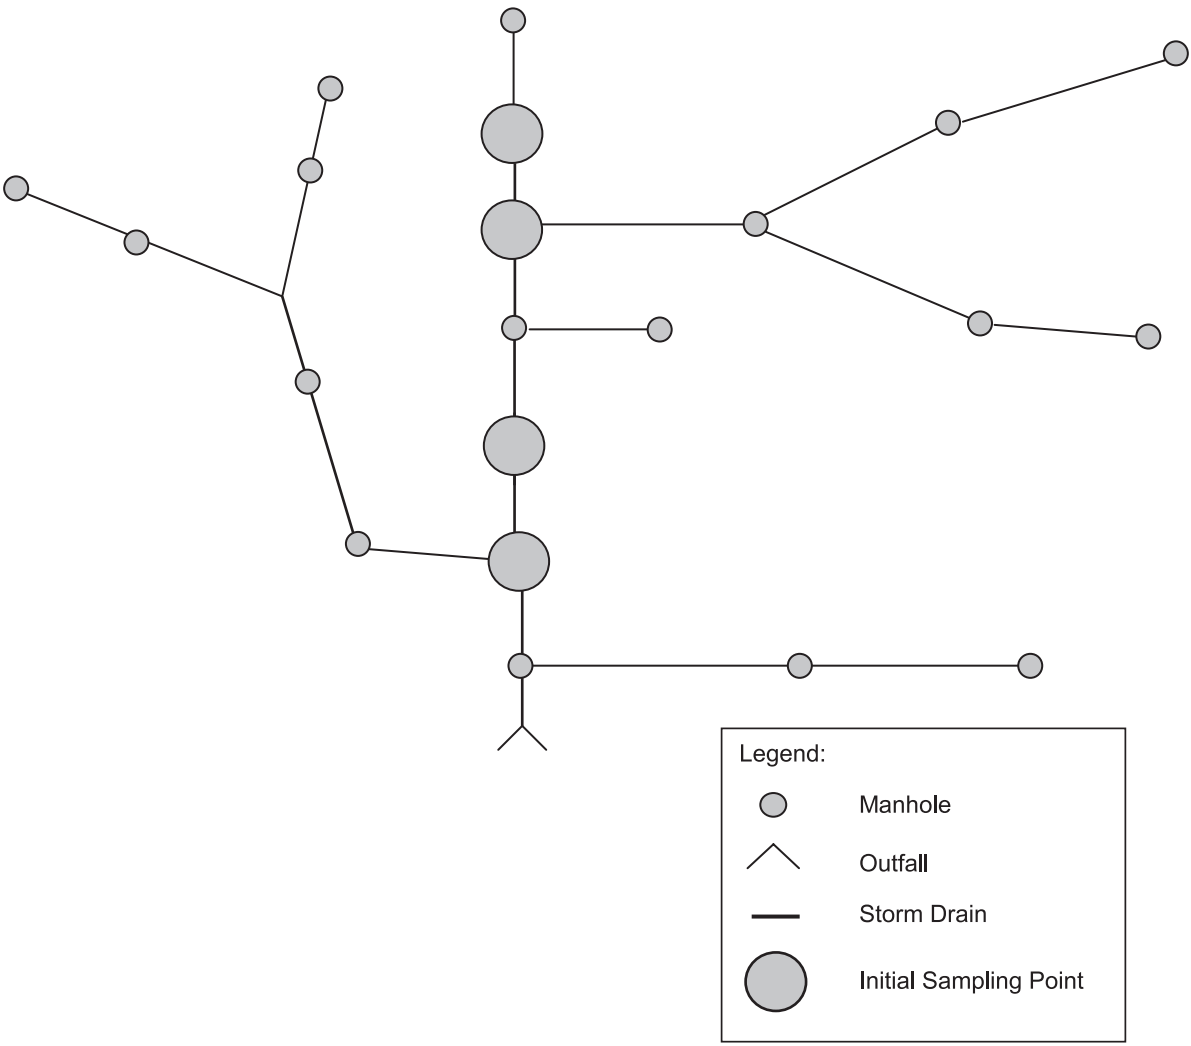 Legend:
Manhole
Outfall
Storm Drain
Initial Sampling Point